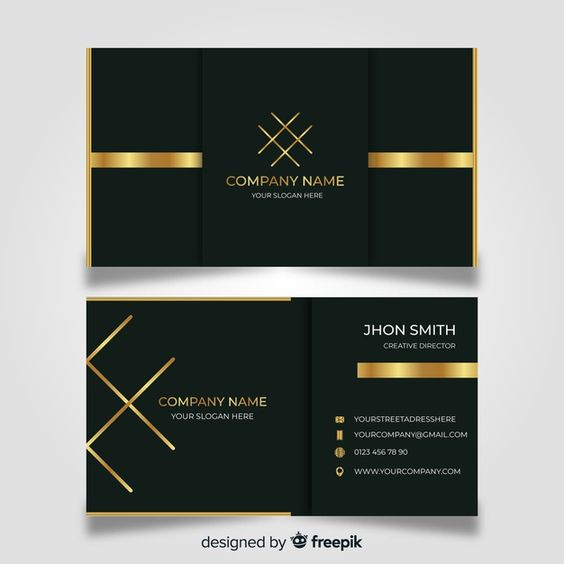 COMPANY NAME
YOUR SLOGAN HERE
COMPANY NAME
YOUR SLOGAN HERE
JHON SMITH
CREATIVE DIRECTOR
YOURSTREETADRESSHERE
YOURCOMPANY@GMAIL.COM
0123 456 78 90
WWW.YOURCOMPANY.COM
designed by freepik